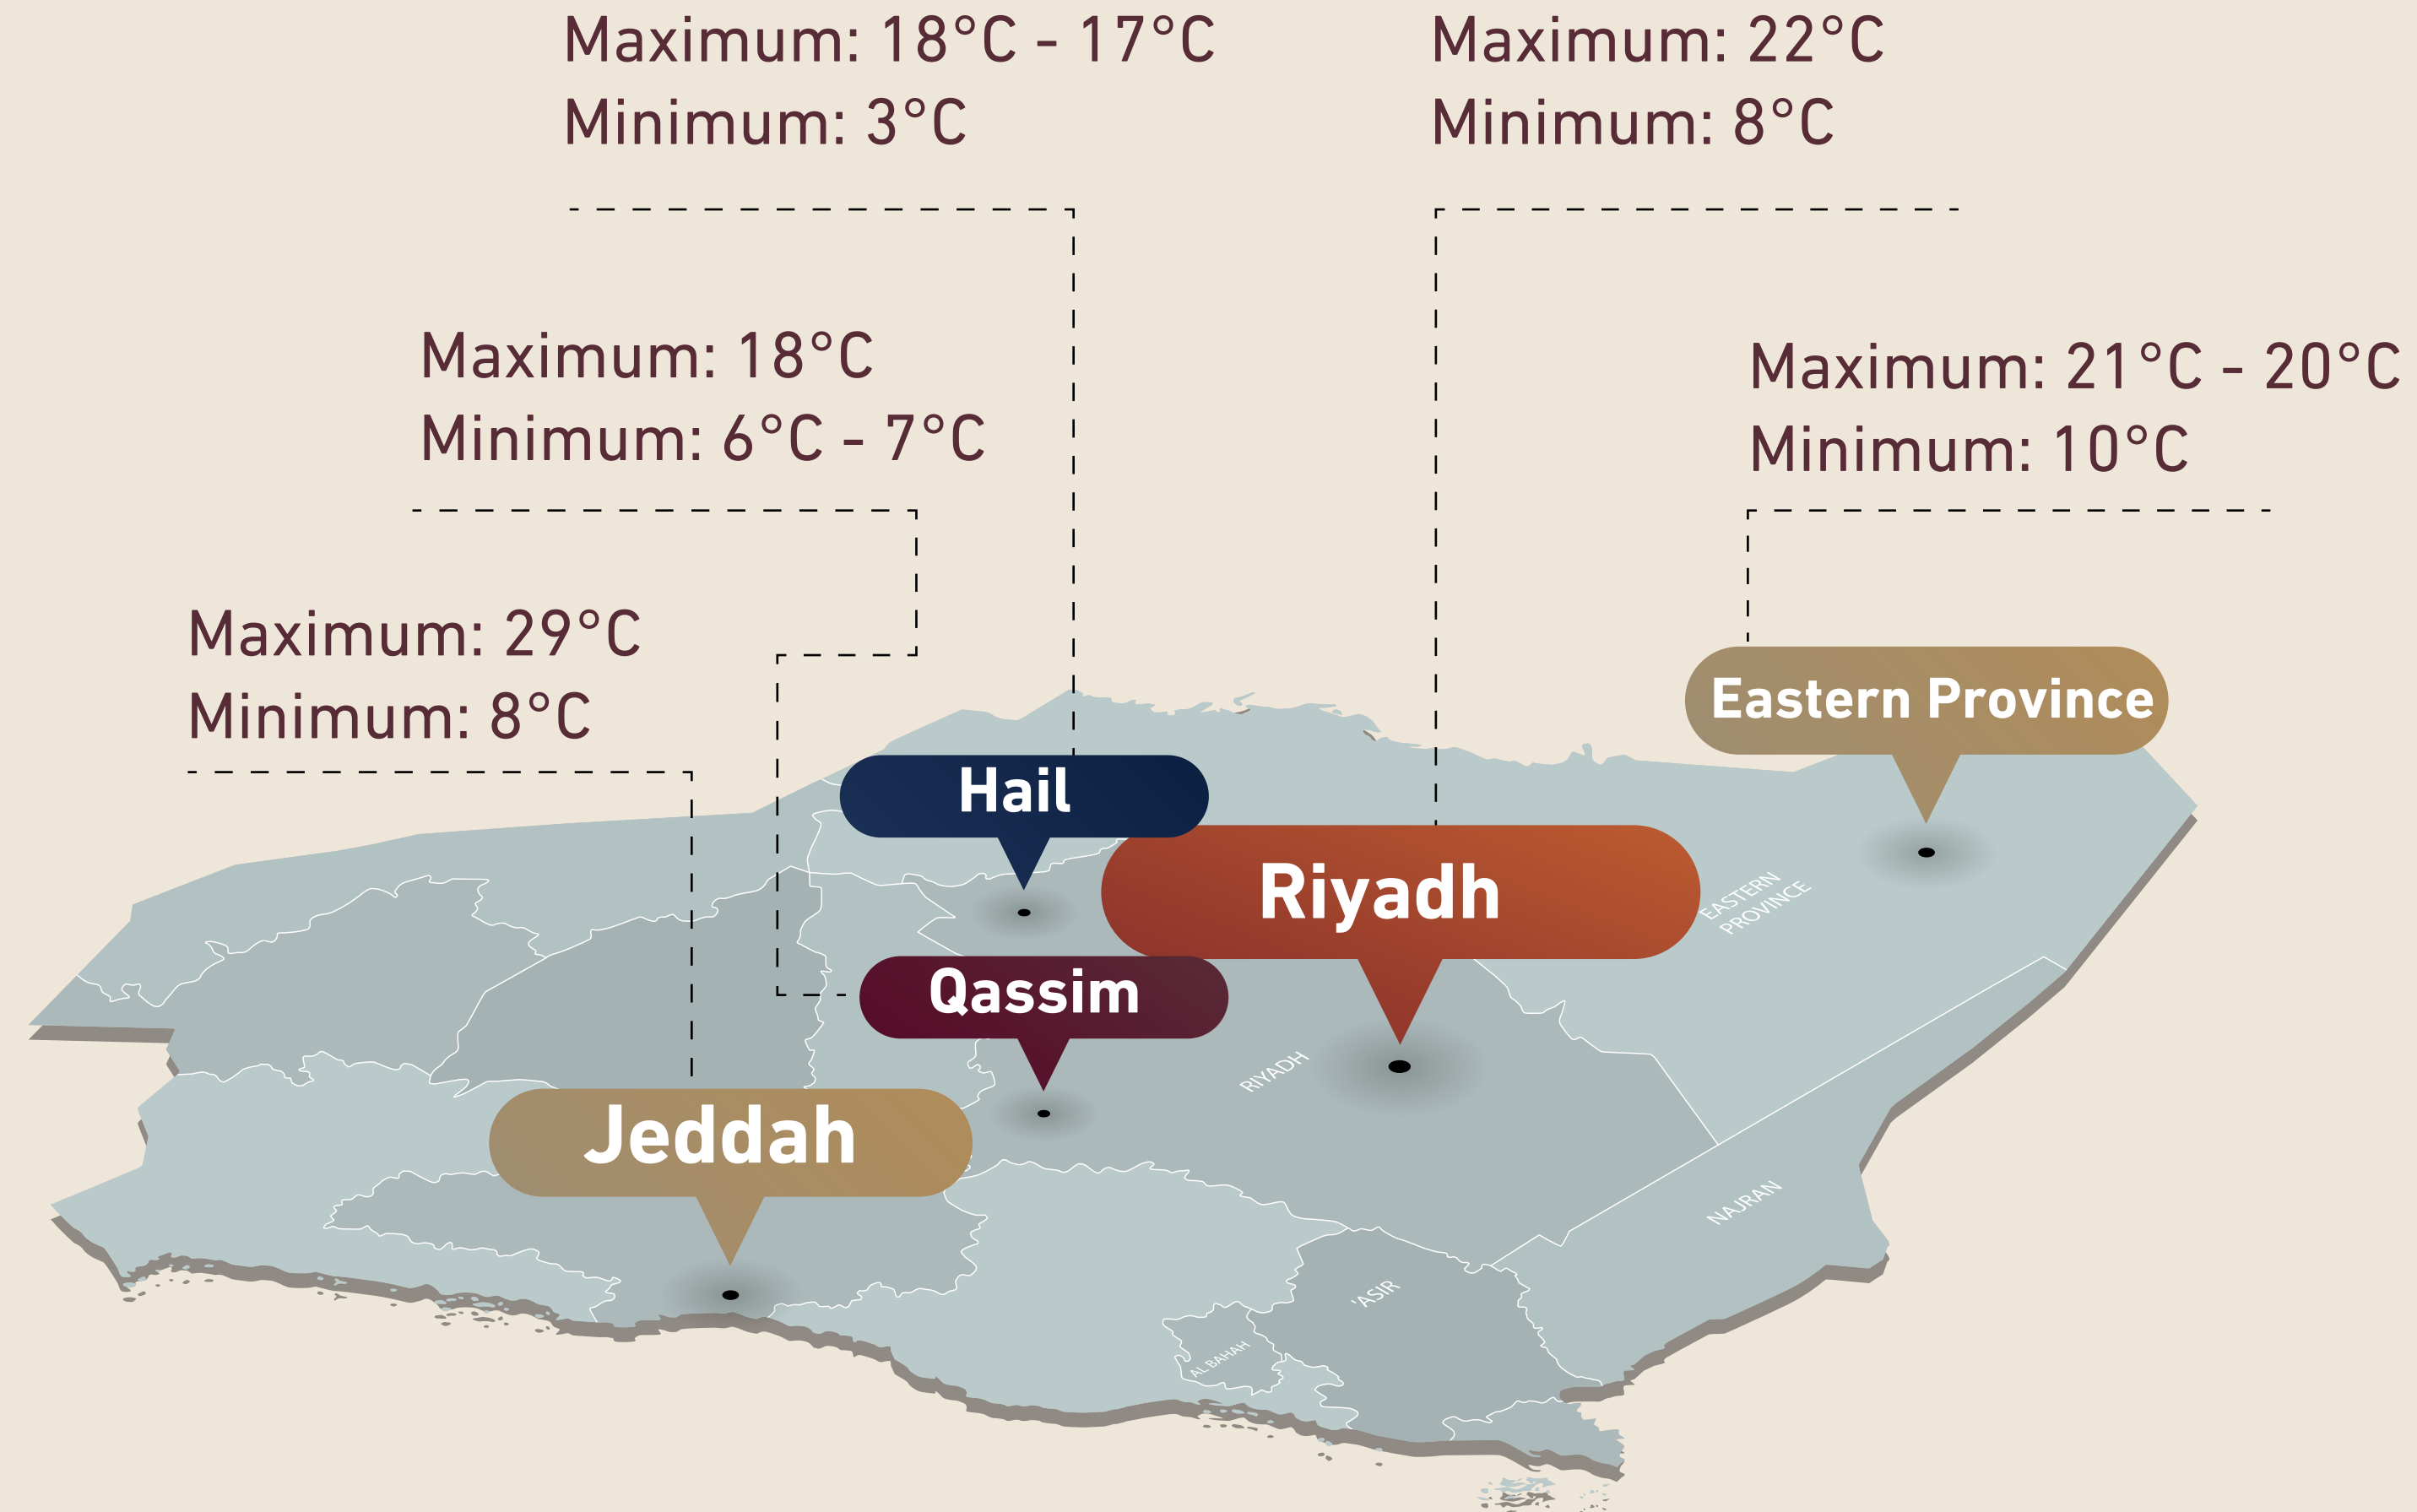 Maximum: 18°C - 17°C
Minimum: 3°C
Maximum: 22°C
Minimum: 8°C
Maximum: 18°C
Minimum: 6°C - 7°C
Maximum: 21°C - 20°C
Minimum: 10°C
Maximum: 29°C
Minimum: 8°C
Eastern Province
Hail
Riyadh
EASTERN
PROVINCE
Qassim
RIYADH
Jeddah
NAJRAN
'ASIR
AL BAHAH